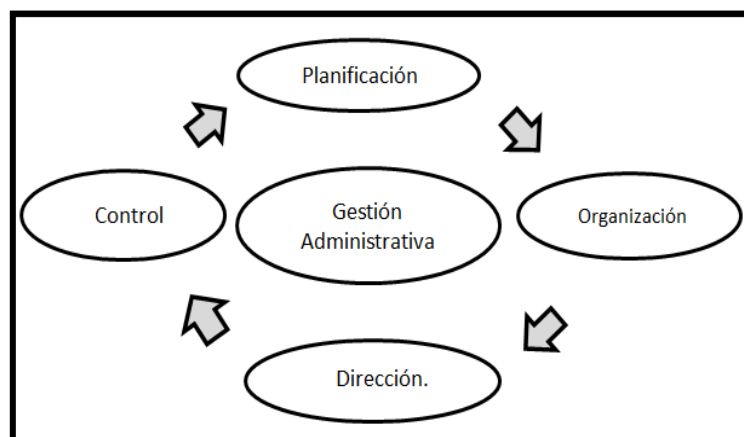 Planificación
Control
Gestión
Administrativa
Organización
Dirección.